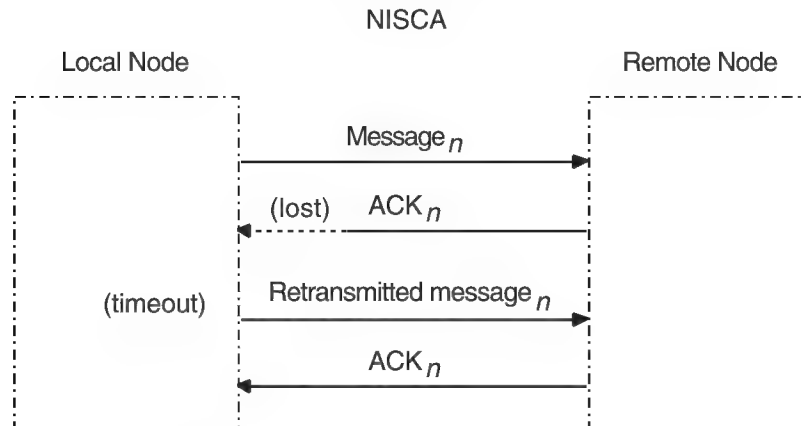 NISCA
Local Node
Remote Node
Message n
(lost)
ACK n
(timeout)
Retransmitted message n
ACK n